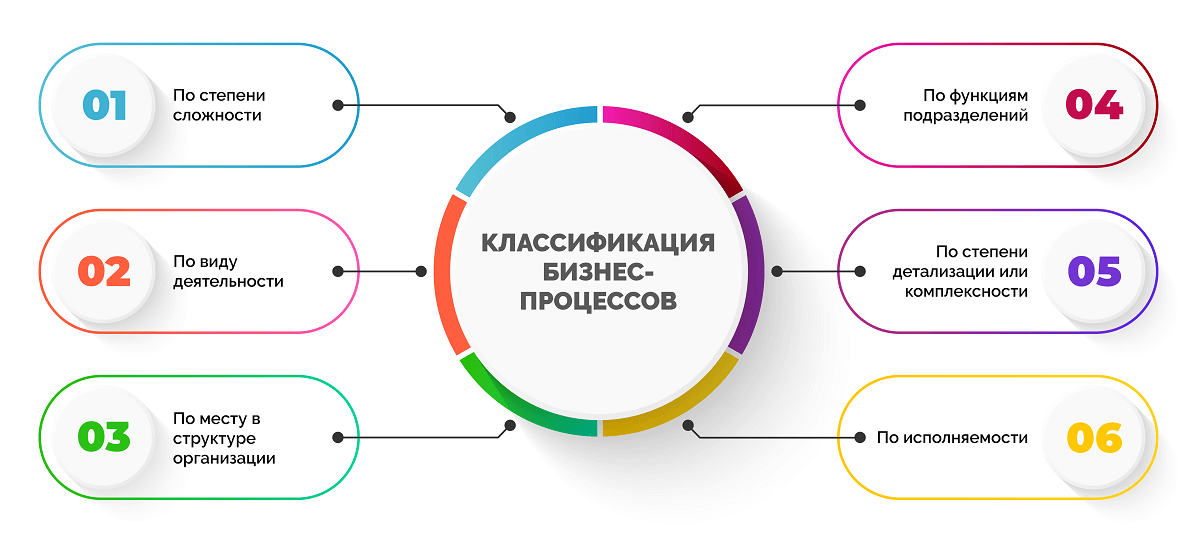 01
По степени
сложности
02
По виду
деятельности
03
По месту в
структуре
организации
КЛАССИФИКАЦИЯ
БИЗНЕС-
ПРОЦЕССОВ
По функциям
подразделений
04
По степени
детализации или
комплексности
05
По исполняемости
06